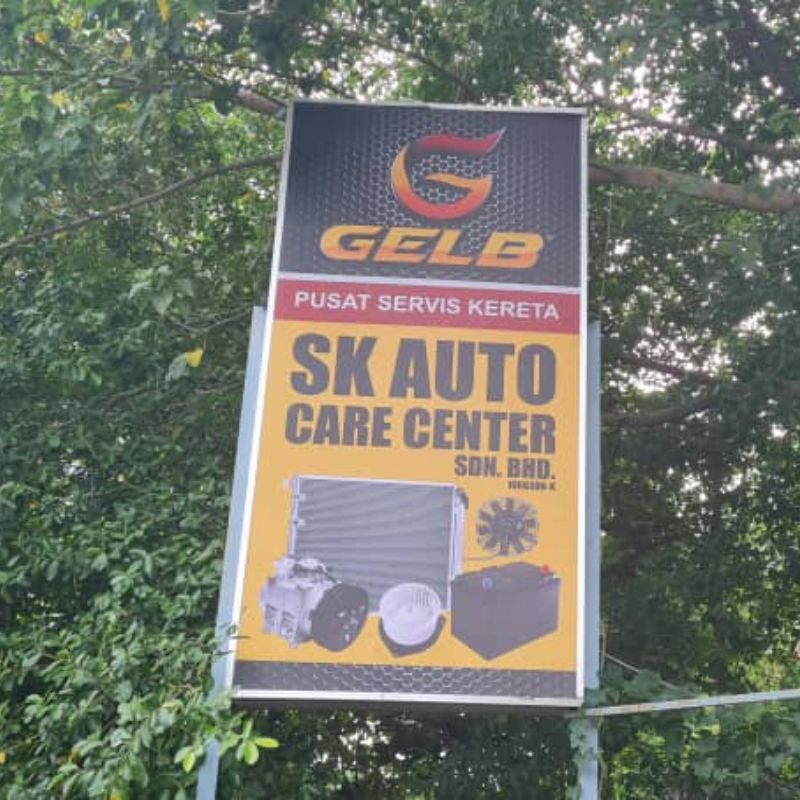 GELB
PUSAT SERVIS KERETA
SK AUTO
CARE CENTER
SDN. BHD.